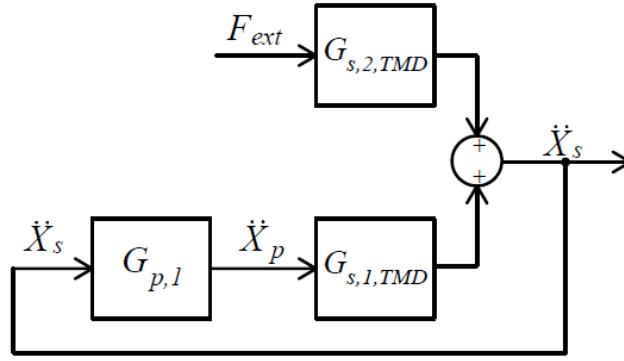 F_ext
G_s,2,TMD
+
Ẍ_s
+
Ẍ_s
G_p,1
Ẍ_p
G_s,1,TMD